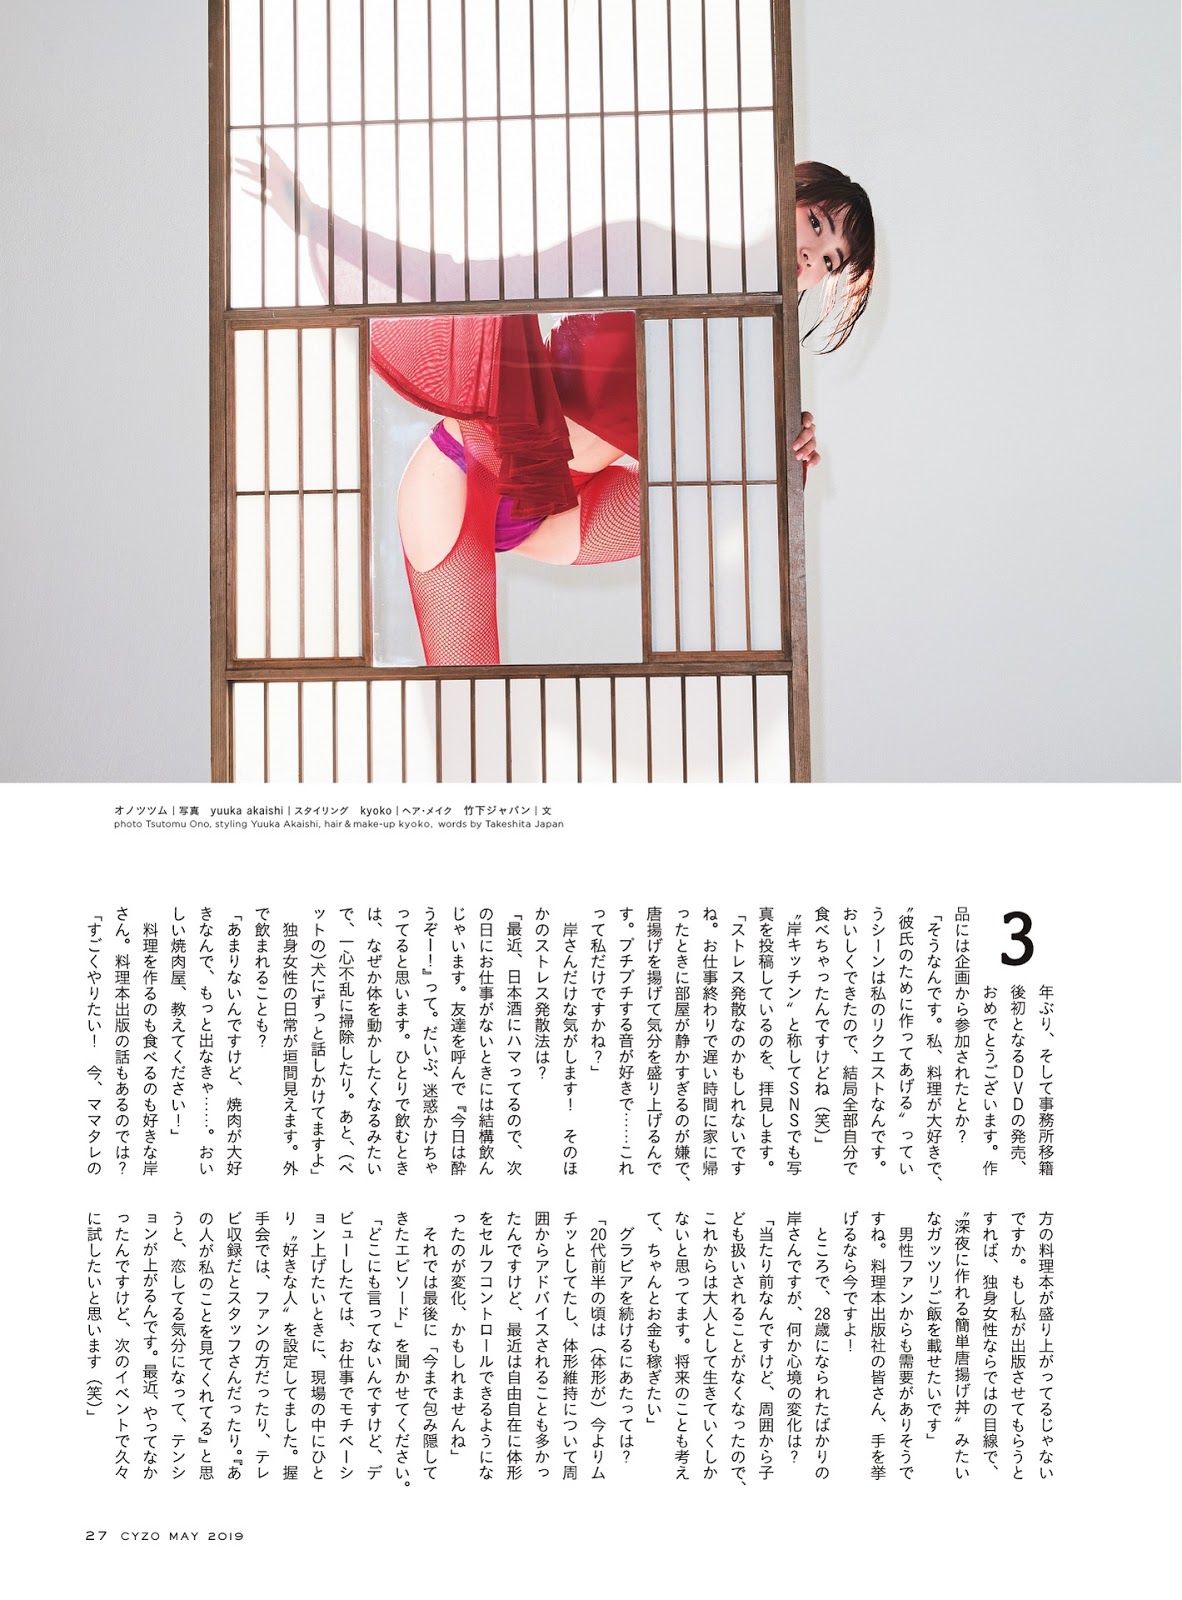 オノツツム｜写真　yuuka akaishi｜スタイリング　kyoko｜ヘア・メイク　竹下ジャパン｜文
photo Tsutomu Ono, styling Yuuka Akaishi, hair & make-up kyoko, words by Takeshita Japan
3
年ぶり、そして事務所移籍
後初となるDVDの発売、
おめでとうございます。作
品には企画から参加されたとか？
「そうなんです。私、料理が大好きで、
〝彼氏のために作ってあげる〟ってい
うシーンは私のリクエストなんです。
おいしくできたので、結局全部自分で
食べちゃったんですけどね（笑）」
〝岸キッチン〟と称してSNSでも写
真を投稿しているのを、拝見します。
「ストレス発散なのかもしれないです
ね。お仕事終わりで遅い時間に家に帰
ったときに部屋が静かすぎるのが嫌で、
唐揚げを揚げて気分を盛り上げるんで
す。プチプチする音が好きで……これ
って私だけですかね？」
岸さんだけな気がします！　そのほ
かのストレス発散法は？
「最近、日本酒にハマってるので、次
の日にお仕事がないときには結構飲ん
じゃいます。友達を呼んで『今日は酔
うぞー！』って。だいぶ、迷惑かけちゃ
ってると思います。ひとりで飲むとき
は、なぜか体を動かしたくなるみたい
で、一心不乱に掃除したり。あと、（ペ
ットの）犬にずっと話しかけてますよ」
独身女性の日常が垣間見えます。外
で飲まれることも？
「あまりないんですけど、焼肉が大好
きなんで、もっと出なきゃ……。おい
しい焼肉屋、教えてください！」
料理を作るのも食べるのも好きな岸
さん。料理本出版の話もあるのでは？
「すごくやりたい！　今、ママタレの
方の料理本が盛り上がってるじゃない
ですか。もし私が出版させてもらうと
すれば、独身女性ならではの目線で、
〝深夜に作れる簡単唐揚げ丼〟みたい
なガッツリご飯を載せたいです」
男性ファンからも需要がありそうで
すね。料理本出版社の皆さん、手を挙
げるなら今ですよ！
ところで、28歳になられたばかりの
岸さんですが、何か心境の変化は？
「当たり前なんですけど、周囲から子
ども扱いされることがなくなったので、
これからは大人として生きていくしか
ないと思ってます。将来のことも考え
て、ちゃんとお金も稼ぎたい」
グラビアを続けるにあたっては？
「20代前半の頃は（体形が）今よりム
チッとしてたし、体形維持について周
囲からアドバイスされることも多かっ
たんですけど、最近は自由自在に体形
をセルフコントロールできるようにな
ったのが変化、かもしれませんね」
それでは最後に「今まで包み隠して
きたエピソード」を聞かせてください。
「どこにも言ってないんですけど、デ
ビューしたては、お仕事でモチベーシ
ョン上げたいときに、現場の中にひと
り〝好きな人〟を設定してました。握
手会では、ファンの方だったり、テレ
ビ収録だとスタッフさんだったり。『あ
の人が私のことを見てくれてる』と思
うと、恋してる気分になって、テンシ
ョンが上がるんです。最近、やってなか
ったんですけど、次のイベントで久々
に試したいと思います（笑）」
27 CYZO MAY 2019